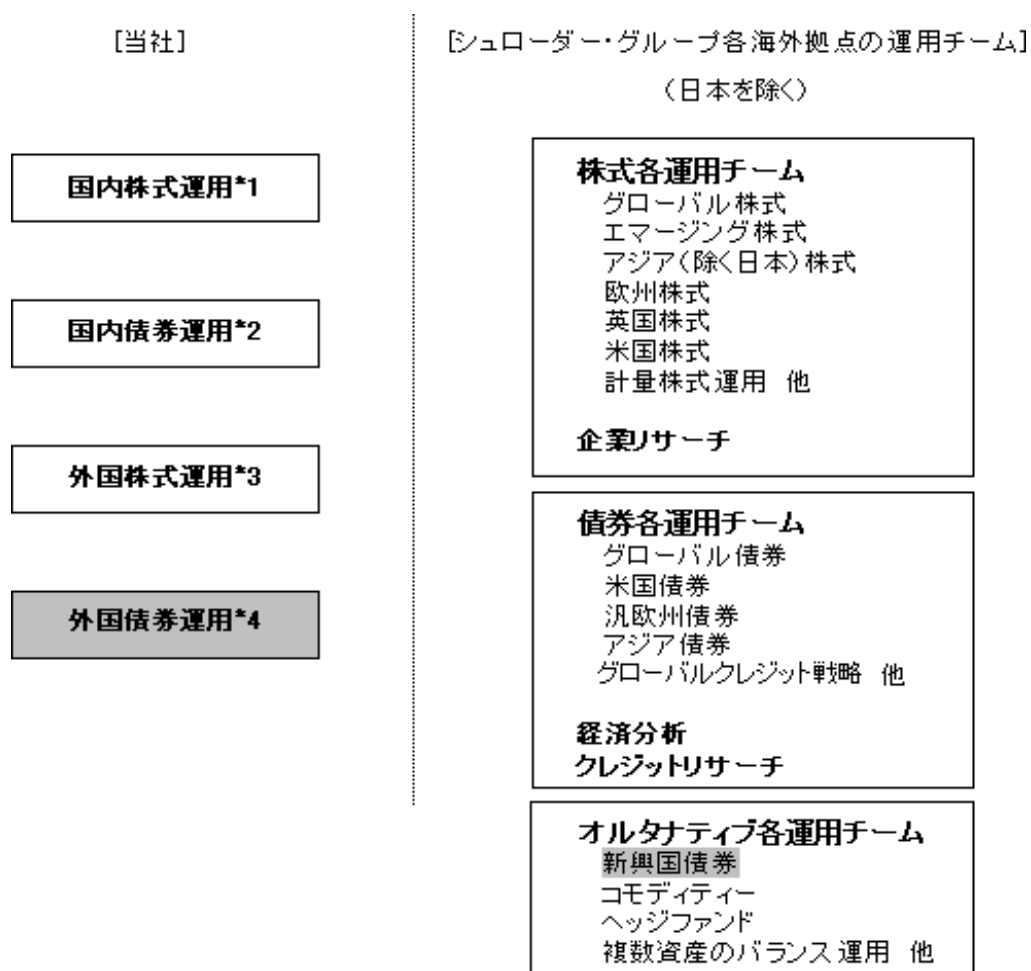 [当社]
国内株式運用*1
国内債券運用*2
外国株式運用*3
外国債券運用*4
[シュローダー・グループ各海外拠点の運用チーム]
（日本を除く）
株式各運用チーム
グローバル株式
エマージング株式
アジア（除く日本）株式
欧州株式
英国株式
米国株式
計量株式運用 他
企業リサーチ
債券各運用チーム
グローバル債券
米国債券
汎欧州債券
アジア債券
グローバルクレジット戦略 他
経済分析
クレジットリサーチ
オルタナティブ各運用チーム
新興国債券
コモディティー
ヘッジファンド
複数資産のバランス運用 他